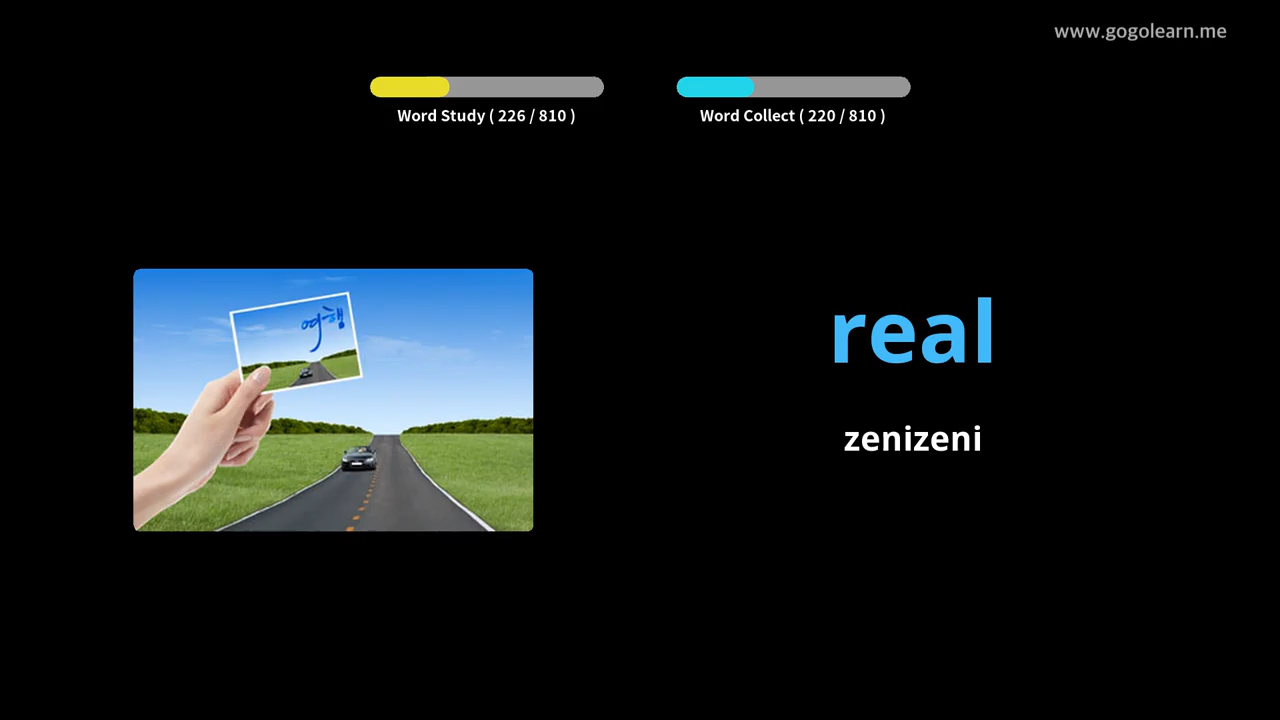 www.gogolearn.me
Word Study ( 226 / 810 )
Word Collect ( 220 / 810 )
여행
real
zenizeni